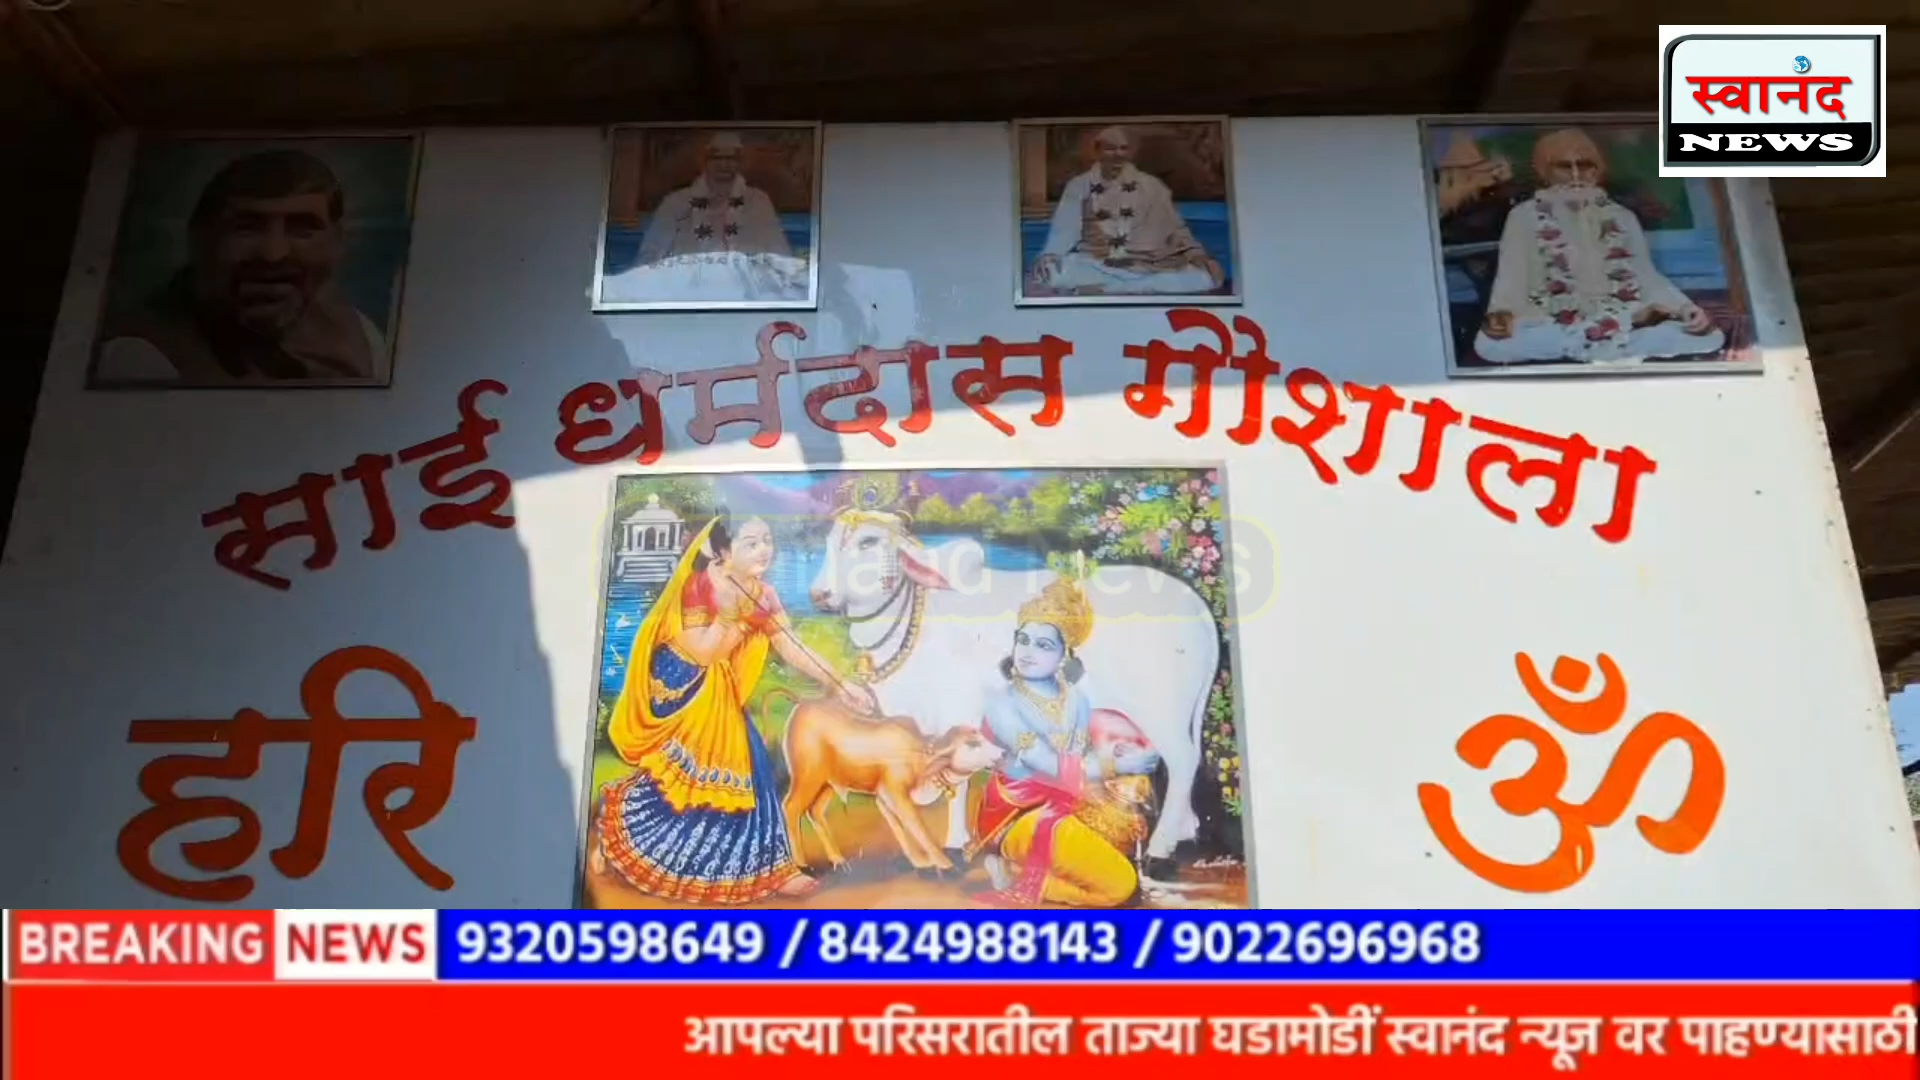 स्वानंद
NEWS
साई धर्मदास गौशाला
हरि
ॐ
BREAKING NEWS 9320598649 / 8424988143 / 9022696968
आपल्या परिसरातील ताज्या घडामोडीं स्वानंद न्यूज वर पाहण्यासाठी